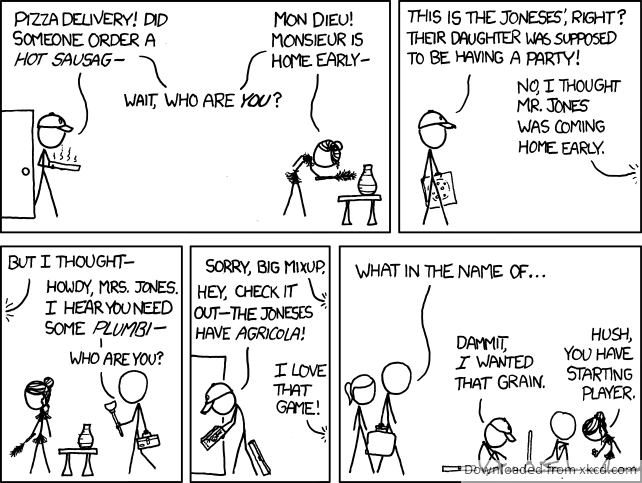 PIZZA DELIVERY! DID
SOMEONE ORDER A
HOT SAUSAG—
MON DIEU!
MONSIEUR IS
HOME EARLY—
WAIT, WHO ARE YOU?
THIS IS THE JONESES', RIGHT?
THEIR DAUGHTER WAS SUPPOSED
TO BE HAVING A PARTY!
NO, I THOUGHT
MR. JONES
WAS COMING
HOME EARLY.
BUT I THOUGHT—
HOWDY, MRS. JONES.
I HEAR YOU NEED
SOME PLUMBI—
WHO ARE YOU?
SORRY, BIG MIXUP.
HEY, CHECK IT
OUT—THE JONESES
HAVE AGRICOLA!
I LOVE
THAT
GAME!
WHAT IN THE NAME OF...
DAMMIT,
I WANTED
THAT GRAIN.
HUSH,
YOU HAVE
STARTING
PLAYER.
Downloaded from xkcd.com